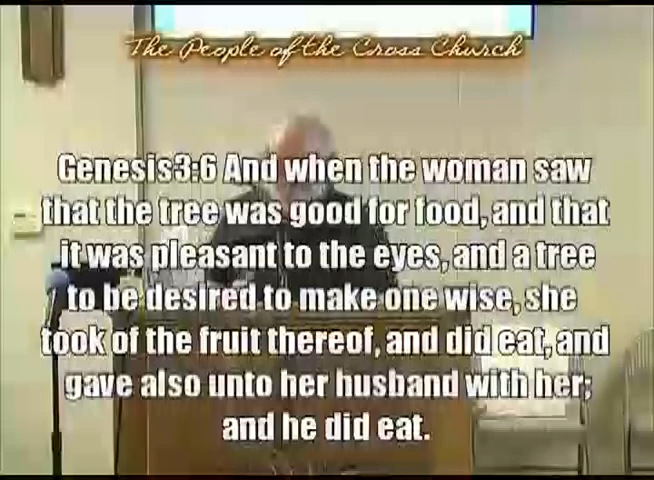 The People of the Cross Church
Genesis3:6 And when the woman saw
that the tree was good for food, and that
it was pleasant to the eyes, and a tree
to be desired to make one wise, she
took of the fruit thereof, and did eat, and
gave also unto her husband with her;
and he did eat.